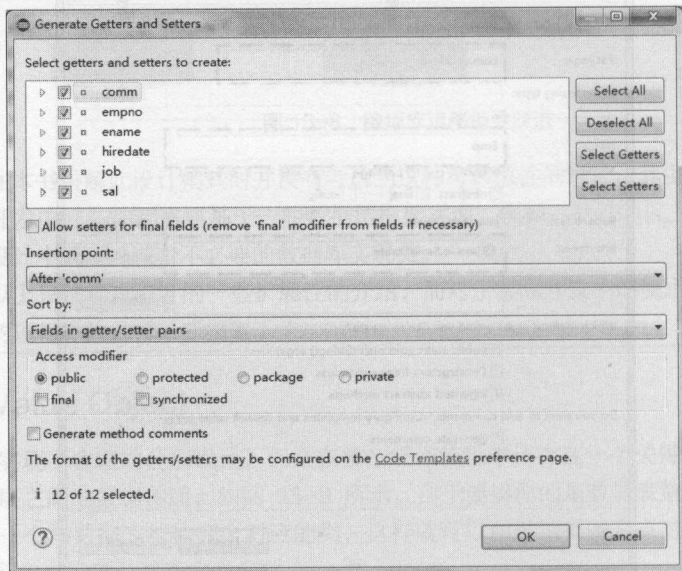 Generate Getters and Setters
Select getters and setters to create:
comm
empno
ename
hiredate
job
sal
Select All
Deselect All
Select Getters
Select Setters
Allow setters for final fields (remove 'final' modifier from fields if necessary)
Insertion point:
After 'comm'
Sort by:
Fields in getter/setter pairs
Access modifier
public protected package private
final synchronized
Generate method comments
The format of the getters/setters may be configured on the Code Templates preference page.
i 12 of 12 selected.
? OK Cancel